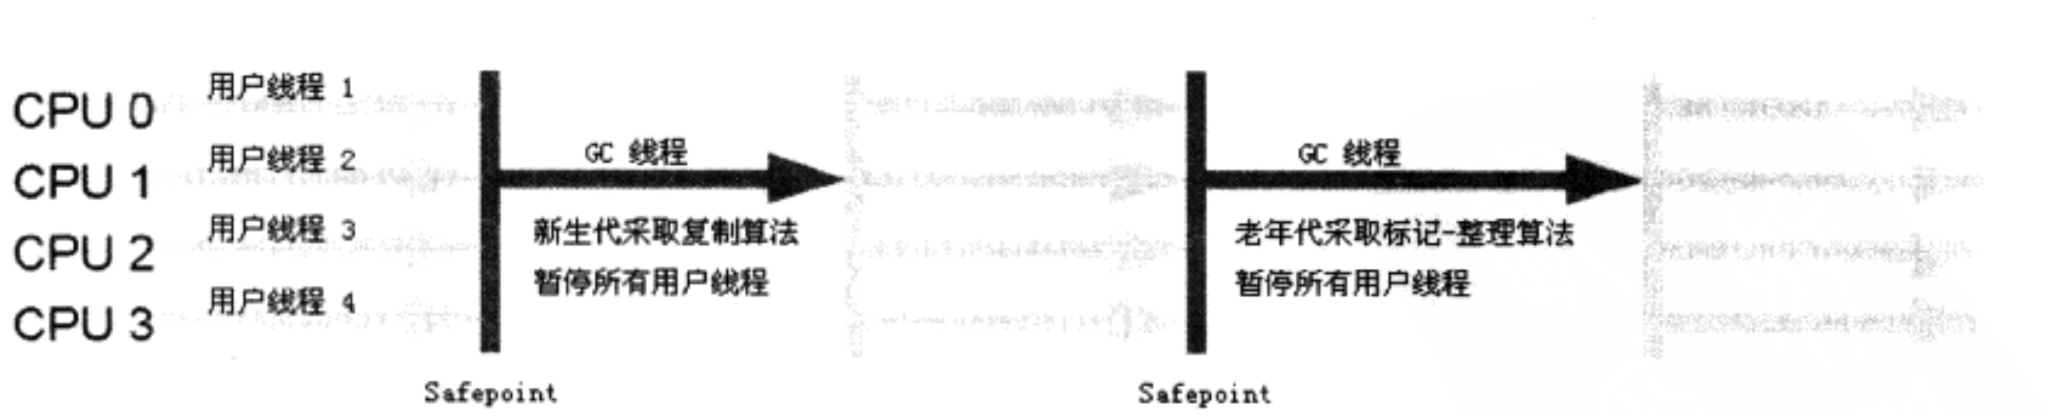 CPU 0
用户线程 1
CPU 1
用户线程 2
CPU 2
用户线程 3
CPU 3
用户线程 4
GC 线程
新生代采取复制算法
暂停所有用户线程
Safepoint
GC 线程
老年代采取标记-整理算法
暂停所有用户线程
Safepoint